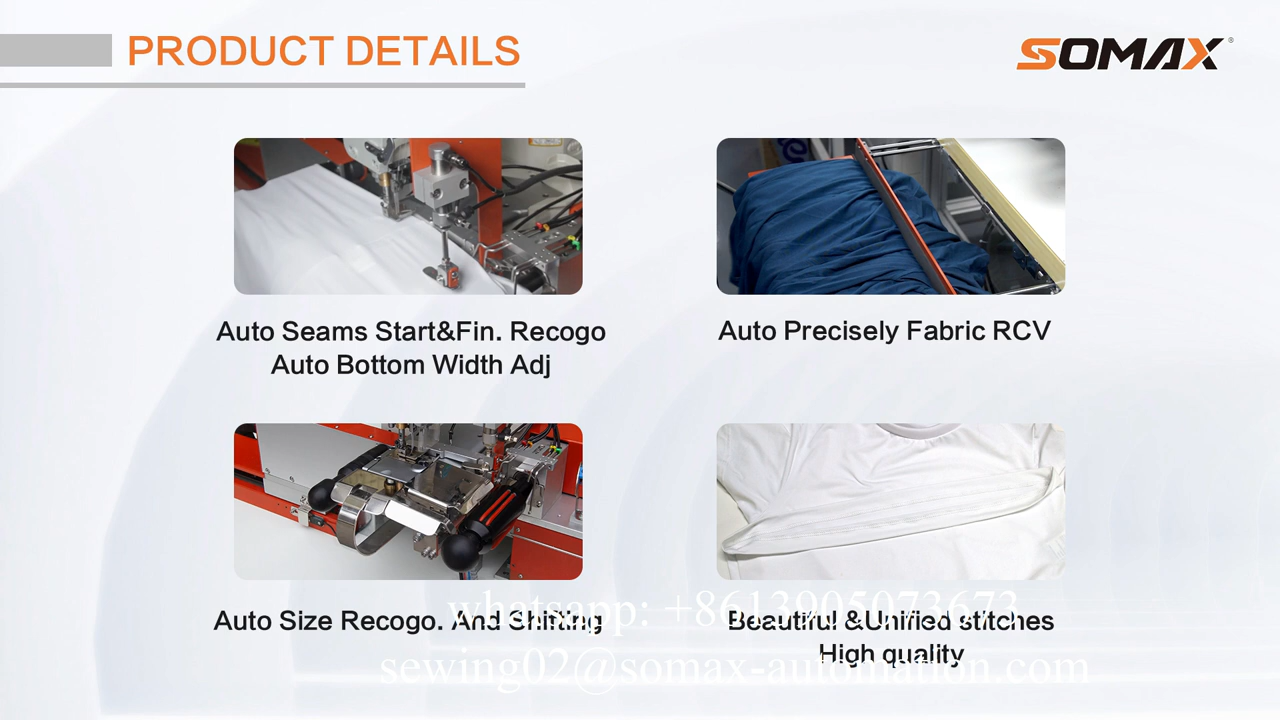 PRODUCT DETAILS
SOMAX®
Auto Seams Start&Fin. Recogo
Auto Bottom Width Adj
Auto Precisely Fabric RCV
Auto Size Recogo. And Shifting
Beautiful &Unified stitches
High quality
whatsapp: +8613905073673
sewing02@somax-automation.com